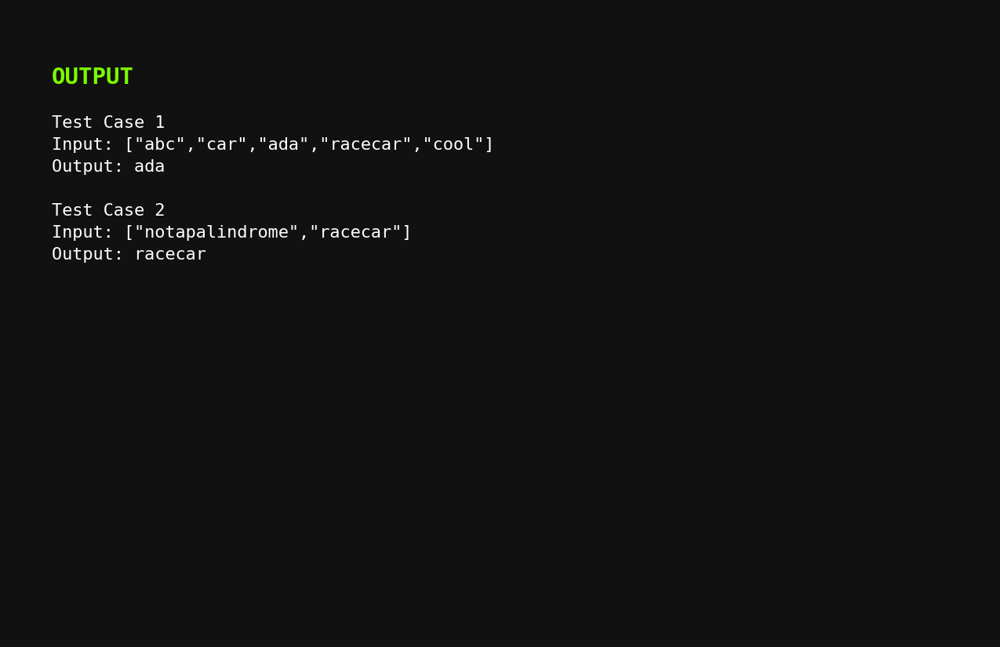 OUTPUT
Test Case 1
Input: ["abc","car","ada","racecar","cool"]
Output: ada
Test Case 2
Input: ["notapalindrome","racecar"]
Output: racecar